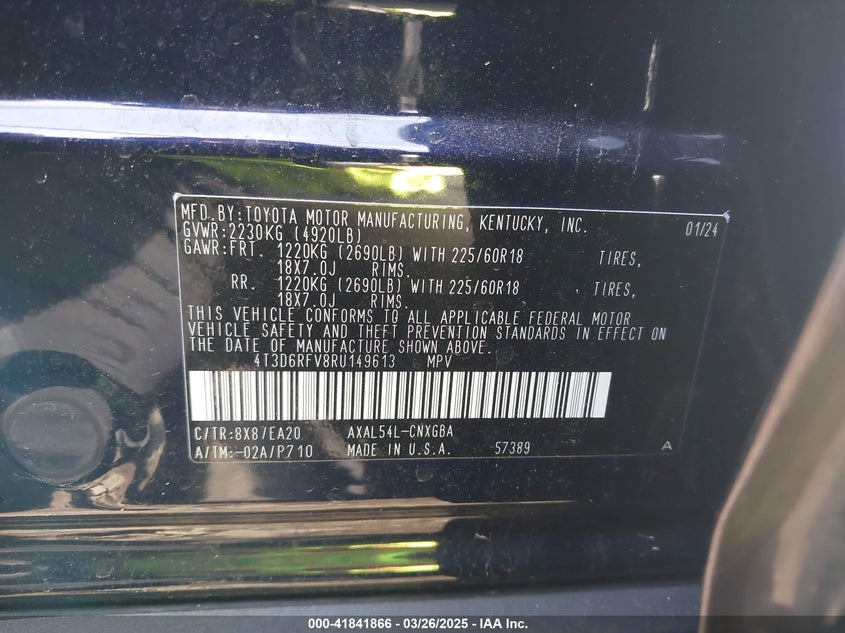 MFD.BY:TOYOTA MOTOR MANUFACTURING, KENTUCKY, INC. 01/24
GVWR:2230KG (4920LB)
GAWR:FRT. 1220KG (2690LB) WITH 225/60R18 TIRES,
18X7.0J RIMS.
RR. 1220KG (2690LB) WITH 225/60R18 TIRES,
18X7.0J RIMS.
THIS VEHICLE CONFORMS TO ALL APPLICABLE FEDERAL MOTOR
VEHICLE SAFETY AND THEFT PREVENTION STANDARDS IN EFFECT ON
THE DATE OF MANUFACTURE SHOWN ABOVE.
4T3D6RFV8RU149613 MPV
C/TR:8X8/EA20 AXAL54L-CNXGBA
A/TM:-02A/P710 MADE IN U.S.A. 57389 A
000-41841866 - 03/26/2025 - IAA Inc.